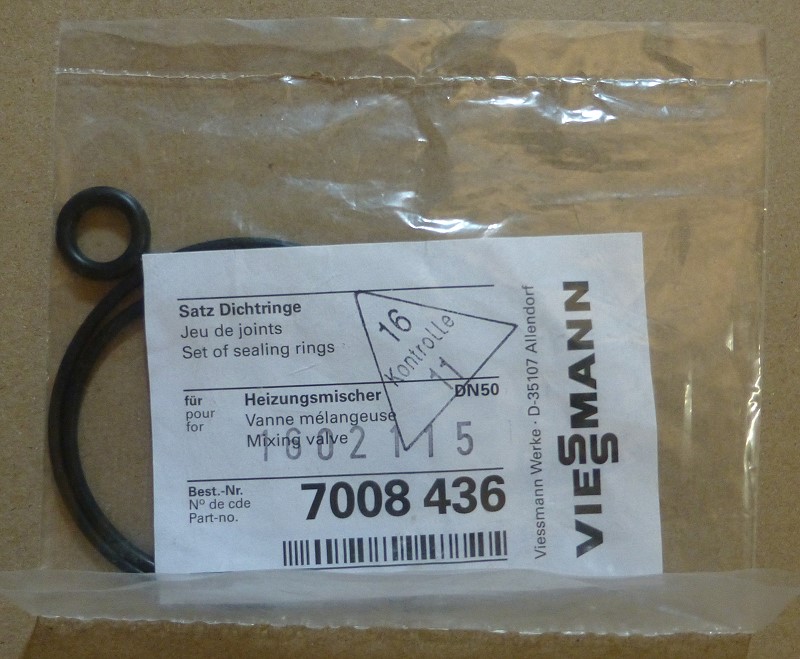 Satz Dichtringe
Jeu de joints
Set of sealing rings
16
Kontrolle
11
für
pour
for
Heizungsmischer DN50
Vanne mélangeuse
Mixing valve
1602115
Best.-Nr.
Nº de cde
Part-no.
7008 436
Viessmann Werke · D-35107 Allendorf
VIESSMANN